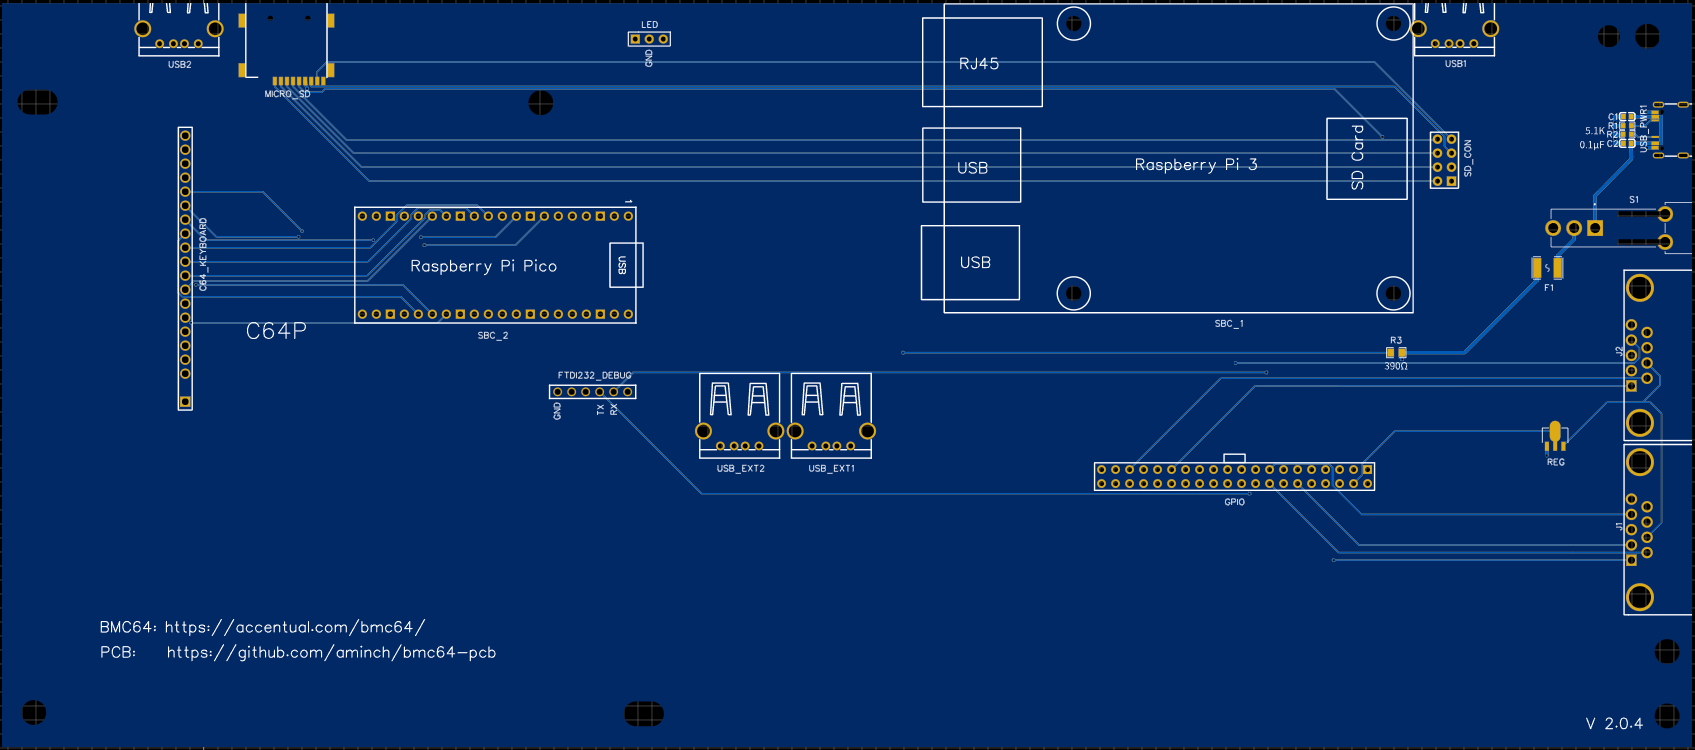 LED
GND
USB2
MICRO_SD
RJ45
USB1
C1
R1
R2
C2
5.1K
0.1µF
USB_PWR1
USB
Raspberry Pi 3
SD Card
SD_CON
S1
C64_KEYBOARD
1
Raspberry Pi Pico
USB
USB
F1
C64P
SBC_2
SBC_1
R3
390Ω
J2
FTDI232_DEBUG
GND
TX
RX
USB_EXT2
USB_EXT1
GPIO
REG
J1
BMC64: https://accentual.com/bmc64/
PCB: https://github.com/aminch/bmc64-pcb
V 2.0.4